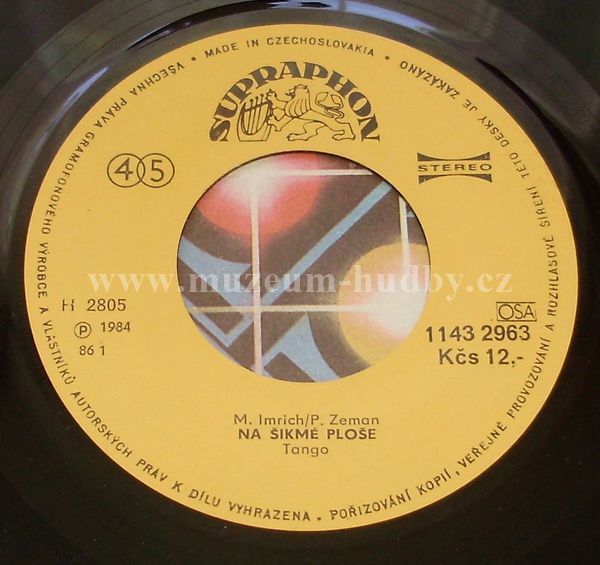 VŠECHNA PRÁVA GRAMOFONOVÉHO VÝROBCE A VLASTNÍKŮ AUTORSKÝCH PRÁV K DÍLU VYHRAZENA. POŘIZOVÁNÍ KOPIÍ, VEŘEJNÉ PROVOZOVÁNÍ A ROZHLASOVÉ ŠÍŘENÍ TÉTO DESKY JE ZAKÁZÁNO • MADE IN CZECHOSLOVAKIA •
SUPRAPHON
45
STEREO
www.muzeum-hudby.cz
H 2805
Ⓟ 1984
86 1
OSA
1143 2963
Kčs 12,-
M. Imrich/P. Zeman
NA ŠIKMÉ PLOŠE
Tango